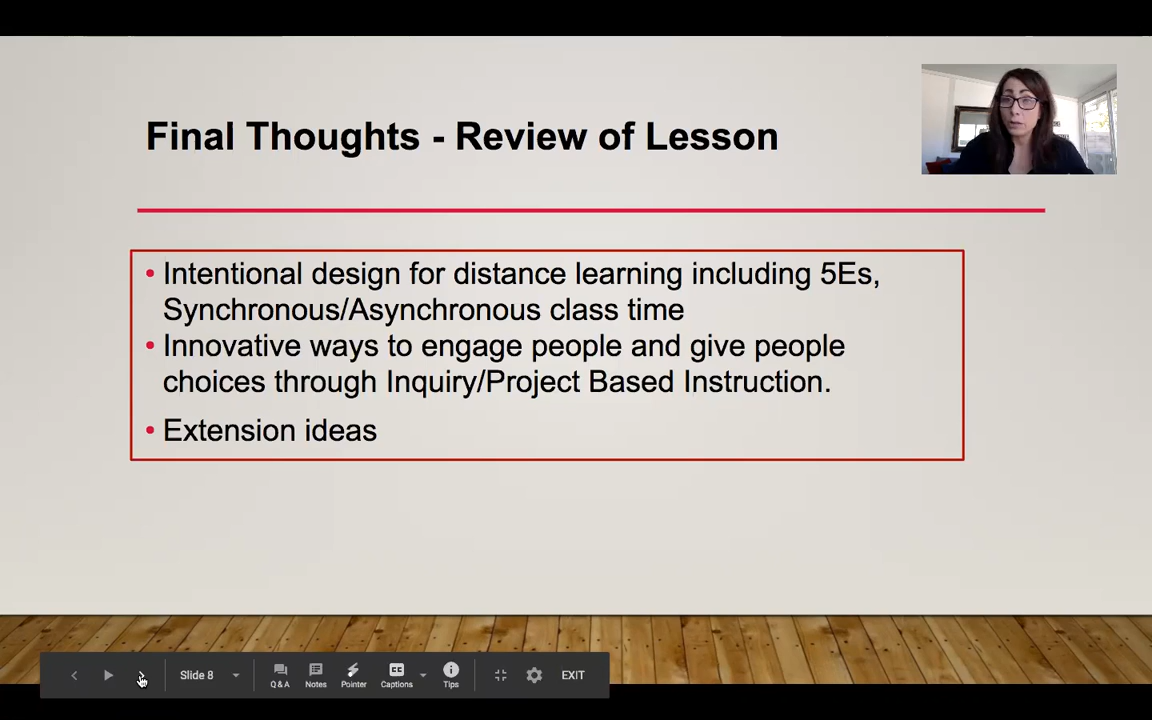 Final Thoughts - Review of Lesson
• Intentional design for distance learning including 5Es,
Synchronous/Asynchronous class time
• Innovative ways to engage people and give people
choices through Inquiry/Project Based Instruction.
• Extension ideas
Slide 8
Q & A
Notes
Pointer
CC
Captions
Tips
EXIT